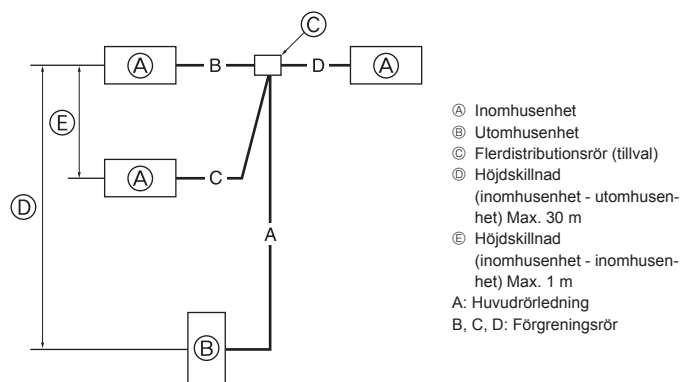 Ⓒ
Ⓐ B D Ⓐ
Ⓔ
Ⓐ C
Ⓓ
A
Ⓑ
Ⓐ Inomhusenhet
Ⓑ Utomhusenhet
Ⓒ Flerdistributionsrör (tillval)
Ⓓ Höjdskillnad
(inomhusenhet - utomhusen-
het) Max. 30 m
Ⓔ Höjdskillnad
(inomhusenhet - inomhusen-
het) Max. 1 m
A: Huvudrörledning
B, C, D: Förgreningsrör